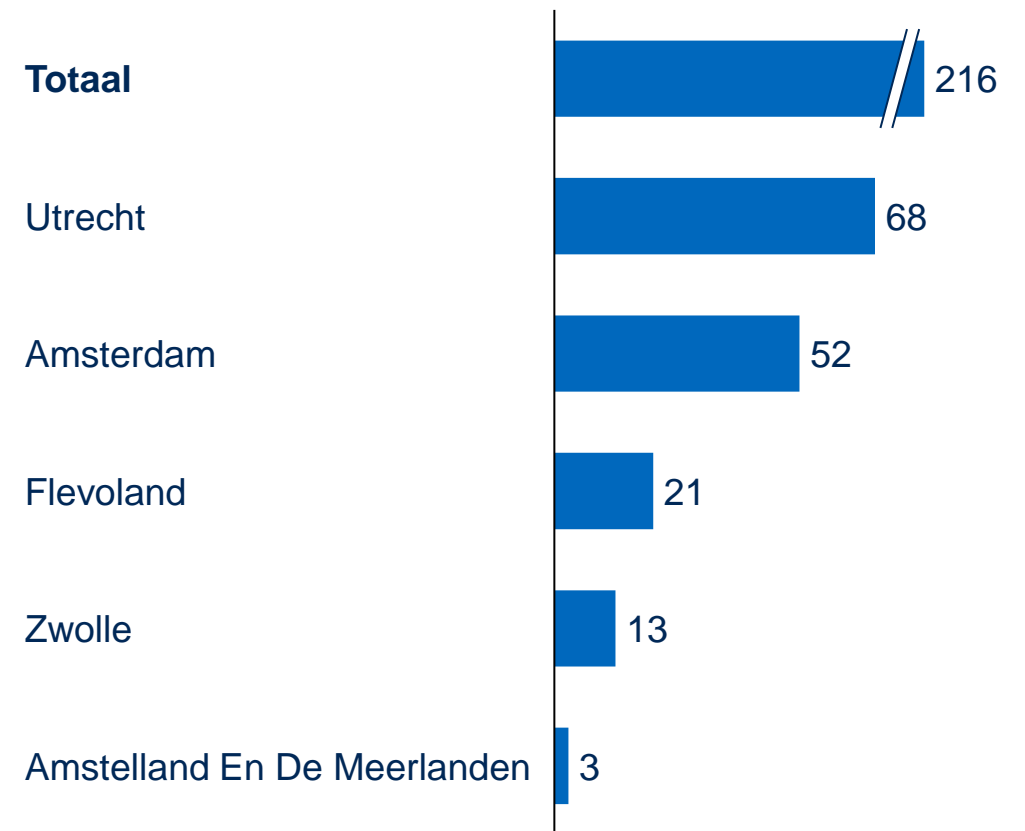 Totaal 216
Utrecht 68
Amsterdam 52
Flevoland 21
Zwolle 13
Amstelland En De Meerlanden 3